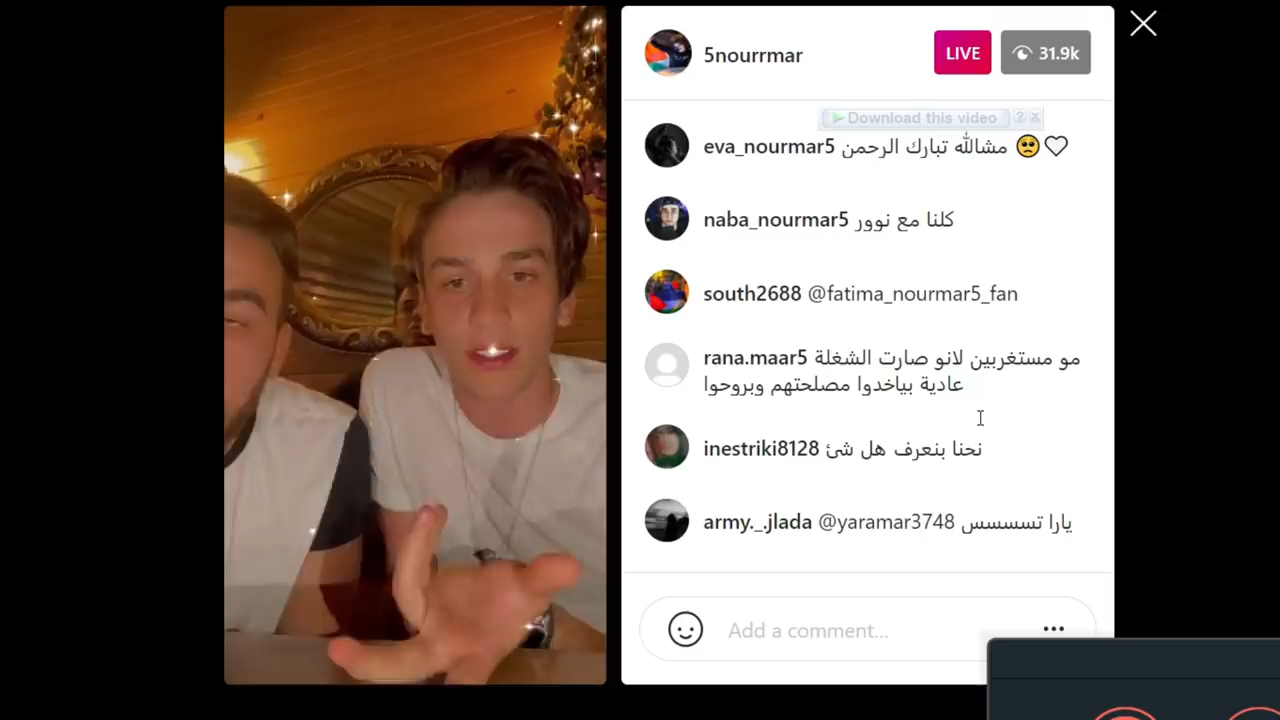 5nourrmar
LIVE
31.9k
Download this video ? x
eva_nourmar5 مشالله تبارك الرحمن 🥺🤍
naba_nourmar5 كلنا مع نوور
south2688 @fatima_nourmar5_fan
rana.maar5 مو مستغربين لانو صارت الشغلة
عادية بياخدوا مصلحتهم وبروحوا
inestriki8128 نحنا بنعرف هل شئ
army._.jlada @yaramar3748 يارا تسسسس
Add a comment...